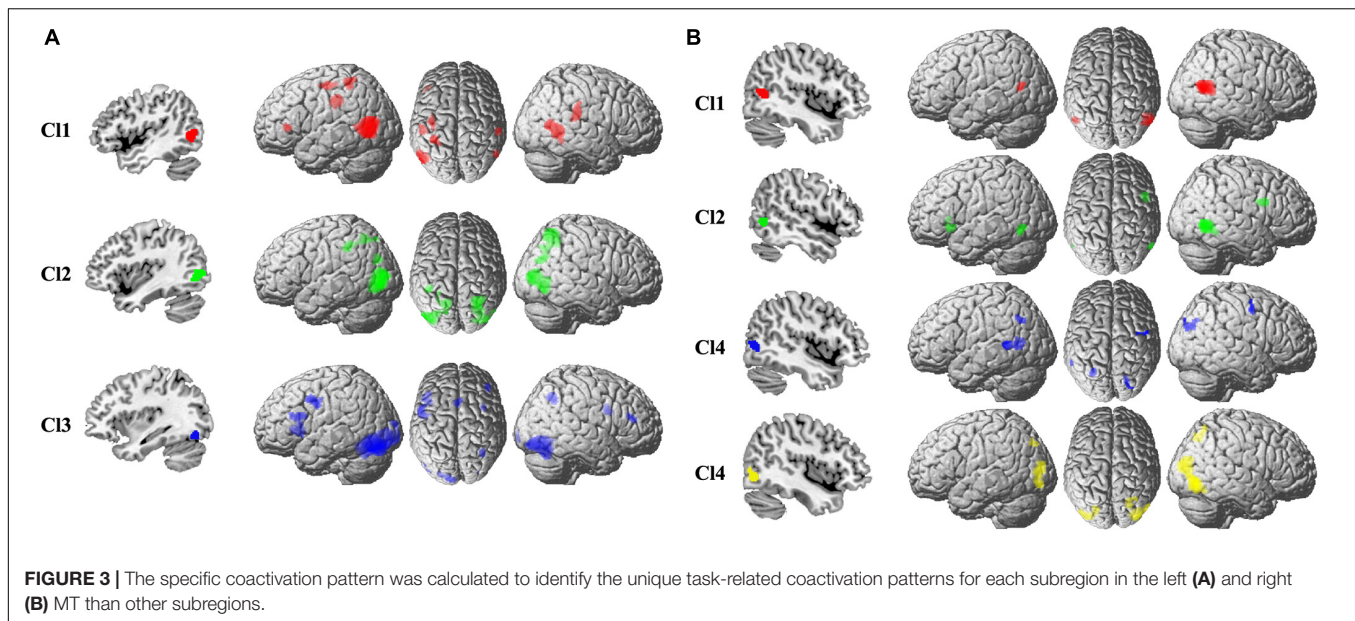 A
Cl1
Cl2
Cl3
B
Cl1
Cl2
Cl4
Cl4
FIGURE 3 | The specific coactivation pattern was calculated to identify the unique task-related coactivation patterns for each subregion in the left (A) and right
(B) MT than other subregions.